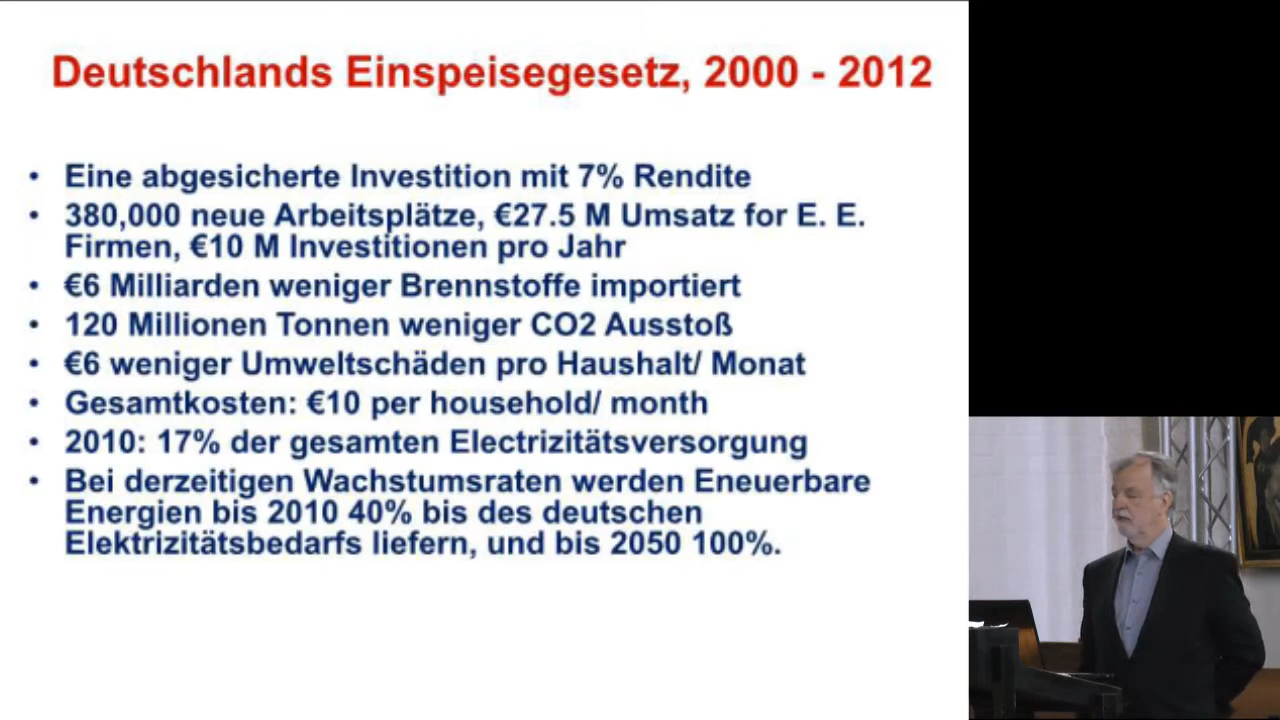 Deutschlands Einspeisegesetz, 2000 - 2012
• Eine abgesicherte Investition mit 7% Rendite
• 380,000 neue Arbeitsplätze, €27.5 M Umsatz for E. E.
Firmen, €10 M Investitionen pro Jahr
• €6 Milliarden weniger Brennstoffe importiert
• 120 Millionen Tonnen weniger CO2 Ausstoß
• €6 weniger Umweltschäden pro Haushalt/ Monat
• Gesamtkosten: €10 per household/ month
• 2010: 17% der gesamten Electrizitätsversorgung
• Bei derzeitigen Wachstumsraten werden Eneuerbare
Energien bis 2010 40% bis des deutschen
Elektrizitätsbedarfs liefern, und bis 2050 100%.